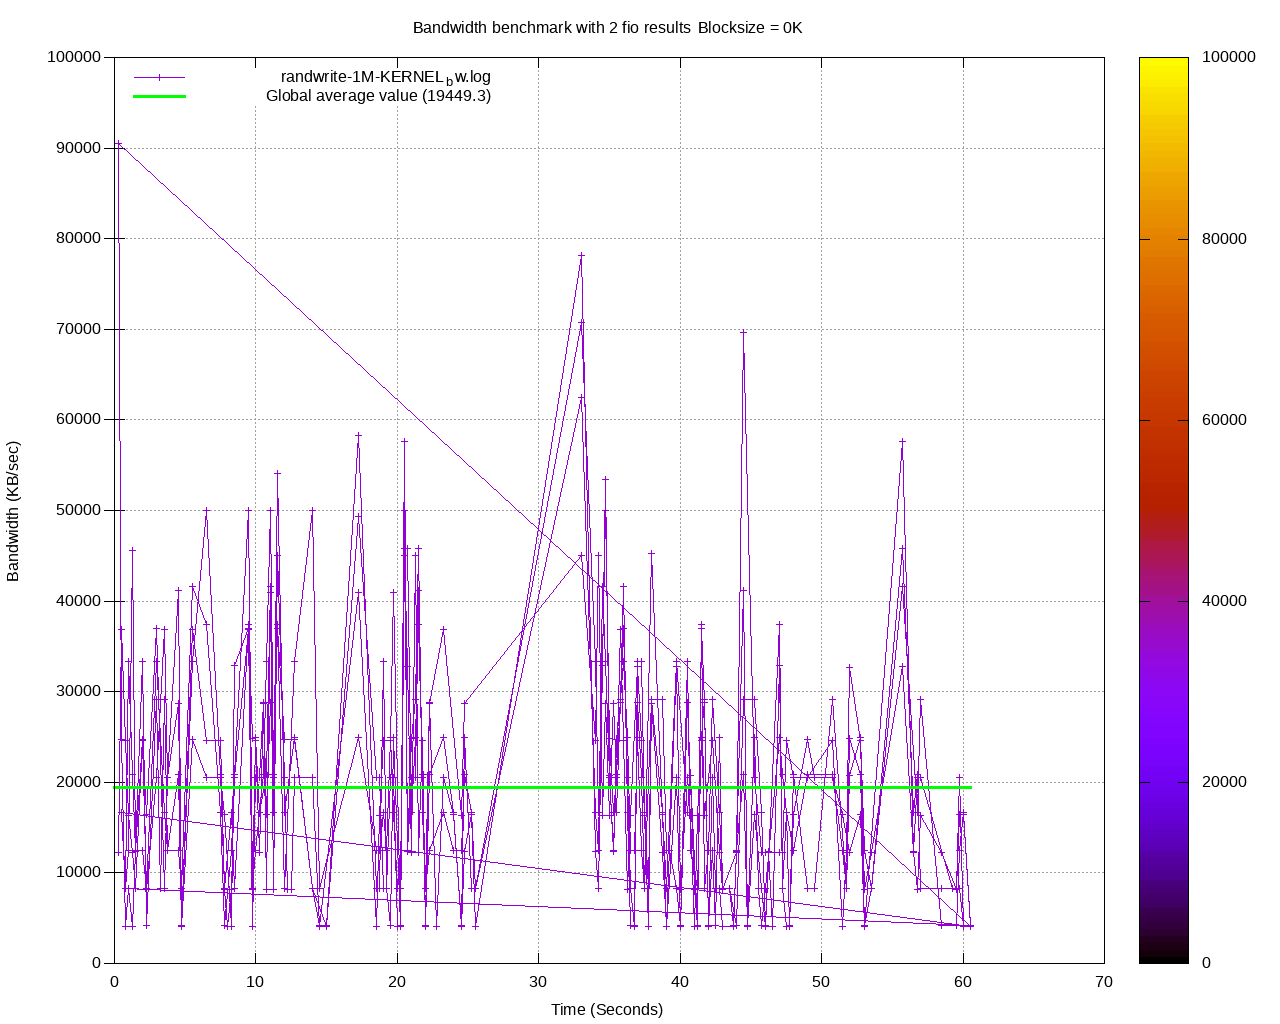 Bandwidth benchmark with 2 fio results Blocksize = 0K
randwrite-1M-KERNEL_bw.log
Global average value (19449.3)
100000
90000
80000
70000
60000
50000
40000
30000
20000
10000
0
Bandwidth (KB/sec)
0 10 20 30 40 50 60 70
Time (Seconds)
100000
80000
60000
40000
20000
0